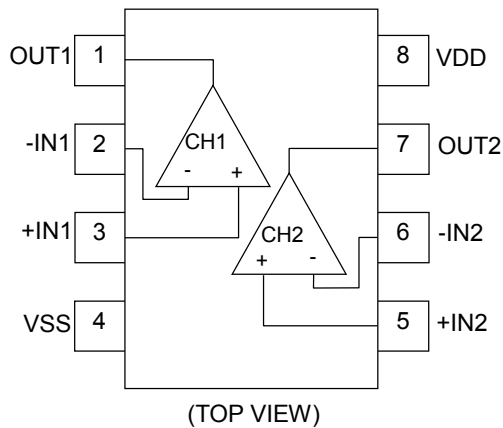 OUT1 1 8 VDD
CH1
-IN1 2 - + 7 OUT2
+IN1 3 CH2 6 -IN2
+ -
VSS 4 5 +IN2
(TOP VIEW)